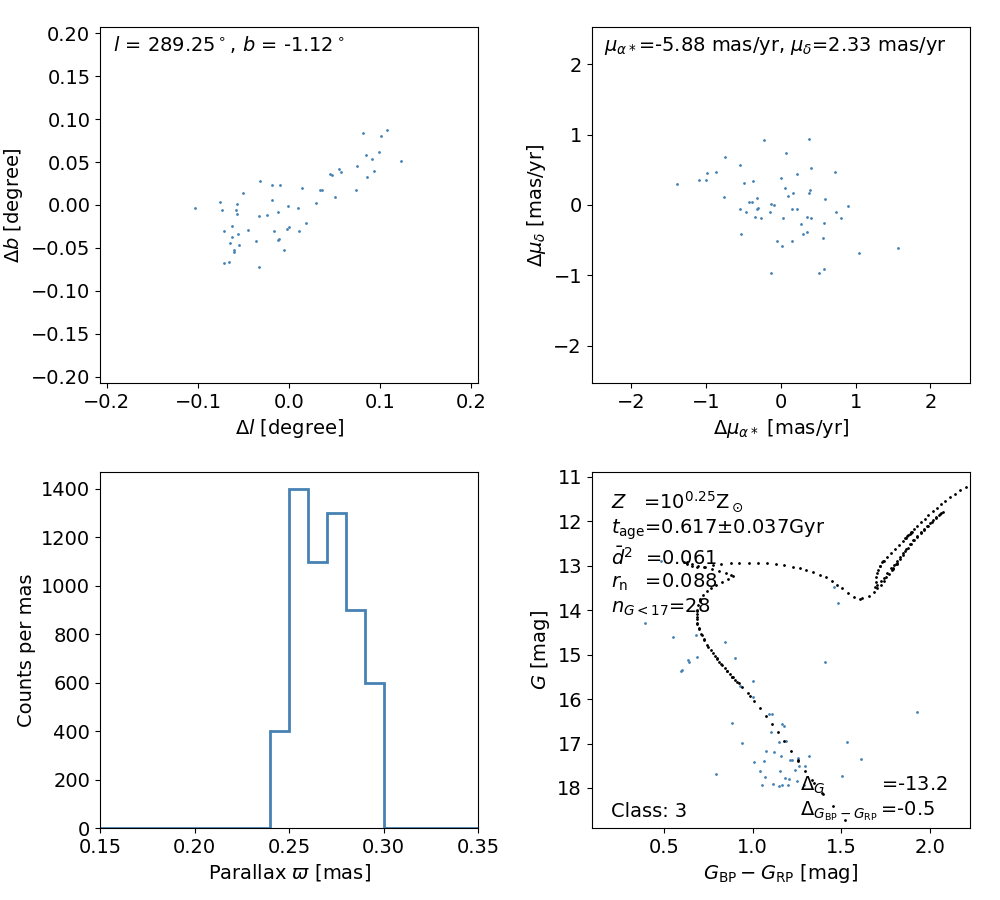 l = 289.25°, b = -1.12°
0.20
0.15
0.10
0.05
0.00
−0.05
−0.10
−0.15
−0.20
Δb [degree]
−0.2 −0.1 0.0 0.1 0.2
Δl [degree]
μα*=-5.88 mas/yr, μδ=2.33 mas/yr
2
1
0
−1
−2
Δμδ [mas/yr]
−2 −1 0 1 2
Δμα* [mas/yr]
1400
1200
1000
800
600
400
200
0
Counts per mas
0.15 0.20 0.25 0.30 0.35
Parallax ϖ [mas]
Z =10^0.25 Z⊙
t_age=0.617±0.037Gyr
d̄² =0.061
r_n =0.088
n_G<17=28
11
12
13
14
15
16
17
18
G [mag]
Δ_G =-13.2
Δ_G_BP−G_RP =-0.5
Class: 3
0.5 1.0 1.5 2.0
G_BP − G_RP [mag]